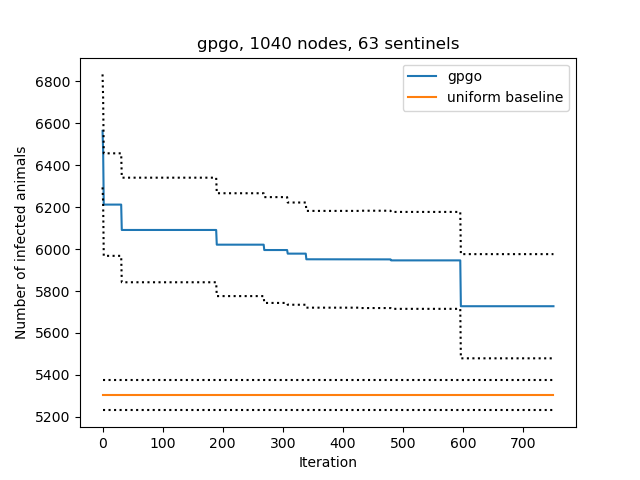 gpgo, 1040 nodes, 63 sentinels
gpgo
uniform baseline
Number of infected animals
6800
6600
6400
6200
6000
5800
5600
5400
5200
0 100 200 300 400 500 600 700
Iteration